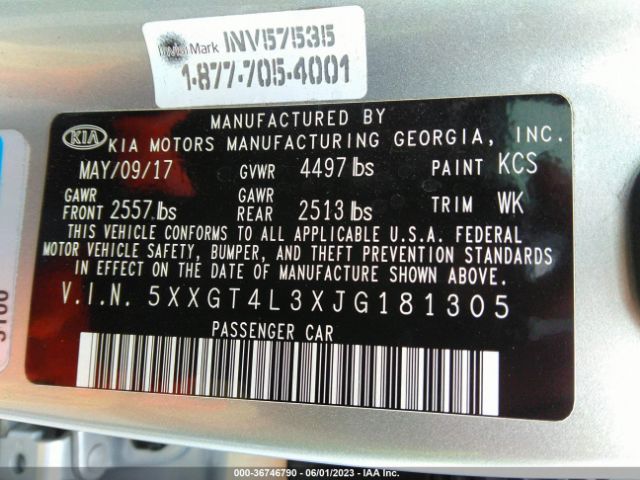 InvisiMark INV57535
1-877-705-4001
MANUFACTURED BY
KIA KIA MOTORS MANUFACTURING GEORGIA, INC.
MAY/09/17 GVWR 4497 lbs PAINT KCS
GAWR FRONT 2557 lbs GAWR REAR 2513 lbs TRIM WK
THIS VEHICLE CONFORMS TO ALL APPLICABLE U.S.A. FEDERAL
MOTOR VEHICLE SAFETY, BUMPER, AND THEFT PREVENTION STANDARDS
IN EFFECT ON THE DATE OF MANUFACTURE SHOWN ABOVE.
V.I.N. 5XXGT4L3XJG181305
PASSENGER CAR
000-36746790 - 06/01/2023 - IAA Inc.